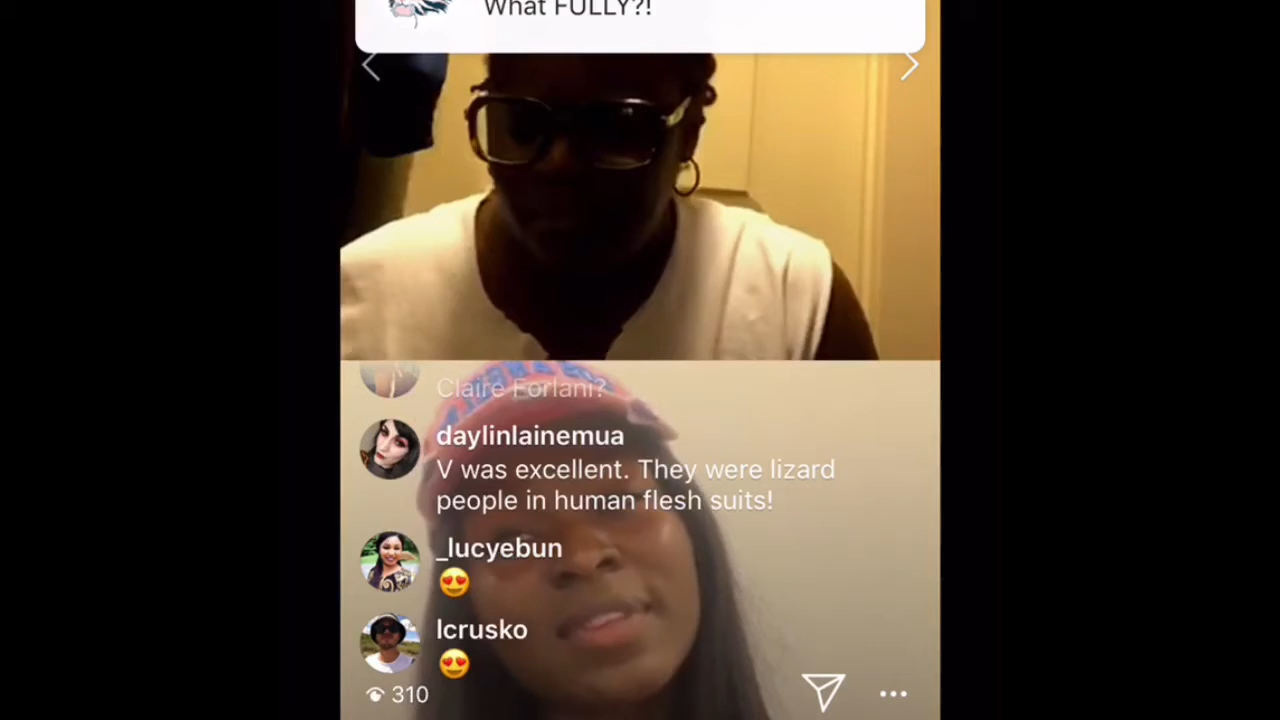 What FULLY?!
Claire Forlani?
daylinlainemua
V was excellent. They were lizard
people in human flesh suits!
_lucyebun
lcrusko
310